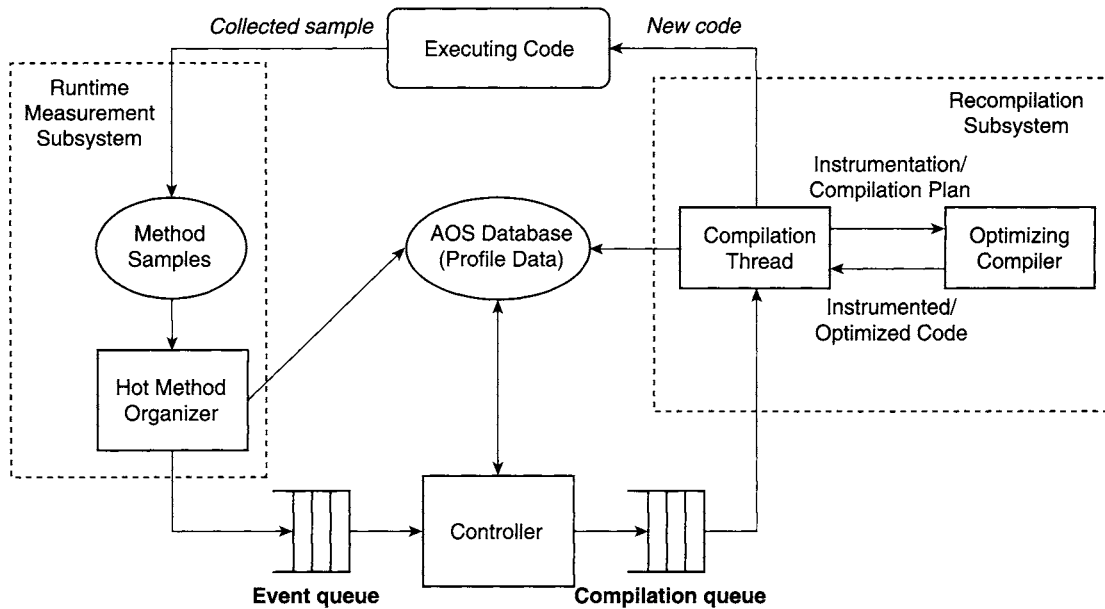 Collected sample
Executing Code
New code
Runtime
Measurement
Subsystem
Recompilation
Subsystem
Instrumentation/
Compilation Plan
Method
Samples
AOS Database
(Profile Data)
Compilation
Thread
Optimizing
Compiler
Instrumented/
Optimized Code
Hot Method
Organizer
Controller
Event queue
Compilation queue